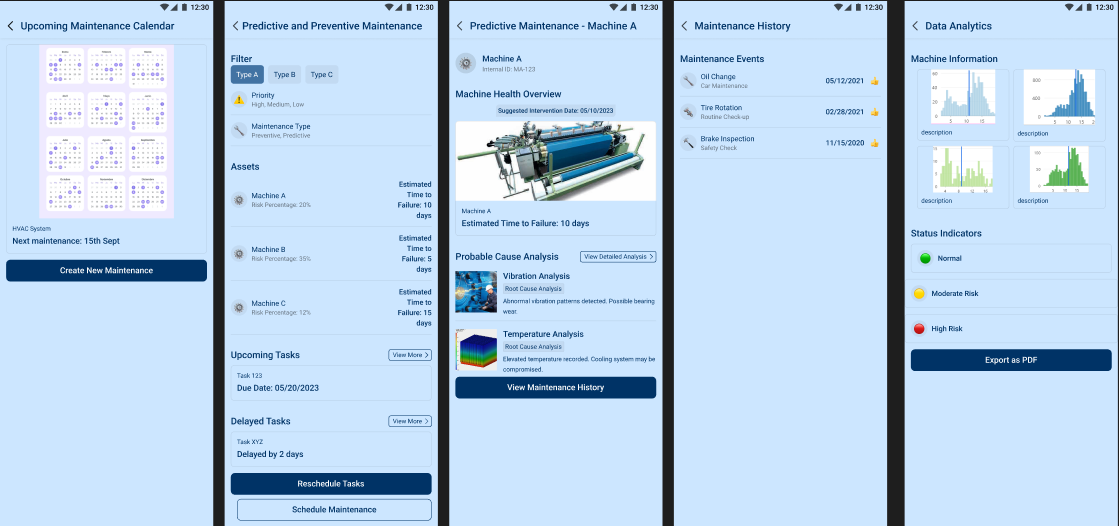 12:30
Upcoming Maintenance Calendar
HVAC System
Next maintenance: 15th Sept
Create New Maintenance
12:30
Predictive and Preventive Maintenance
Filter
Type A
Type B
Type C
Priority
High, Medium, Low
Maintenance Type
Preventive, Predictive
Assets
Machine A
Risk Percentage: 20%
Estimated
Time to
Failure: 10
days
Machine B
Risk Percentage: 35%
Estimated
Time to
Failure: 5
days
Machine C
Risk Percentage: 12%
Estimated
Time to
Failure: 15
days
Upcoming Tasks
View More
Task 123
Due Date: 05/20/2023
Delayed Tasks
View More
Task XYZ
Delayed by 2 days
Reschedule Tasks
Schedule Maintenance
12:30
Predictive Maintenance - Machine A
Machine A
Internal ID: MA-123
Machine Health Overview
Suggested Intervention Date: 05/10/2023
Machine A
Estimated Time to Failure: 10 days
Probable Cause Analysis
View Detailed Analysis
Vibration Analysis
Root Cause Analysis
Abnormal vibration patterns detected. Possible bearing
wear.
Temperature Analysis
Root Cause Analysis
Elevated temperature recorded. Cooling system may be
compromised.
View Maintenance History
12:30
Maintenance History
Maintenance Events
Oil Change
Car Maintenance
05/12/2021
Tire Rotation
Routine Check-up
02/28/2021
Brake Inspection
Safety Check
11/15/2020
12:30
Data Analytics
Machine Information
description
description
description
description
Status Indicators
Normal
Moderate Risk
High Risk
Export as PDF